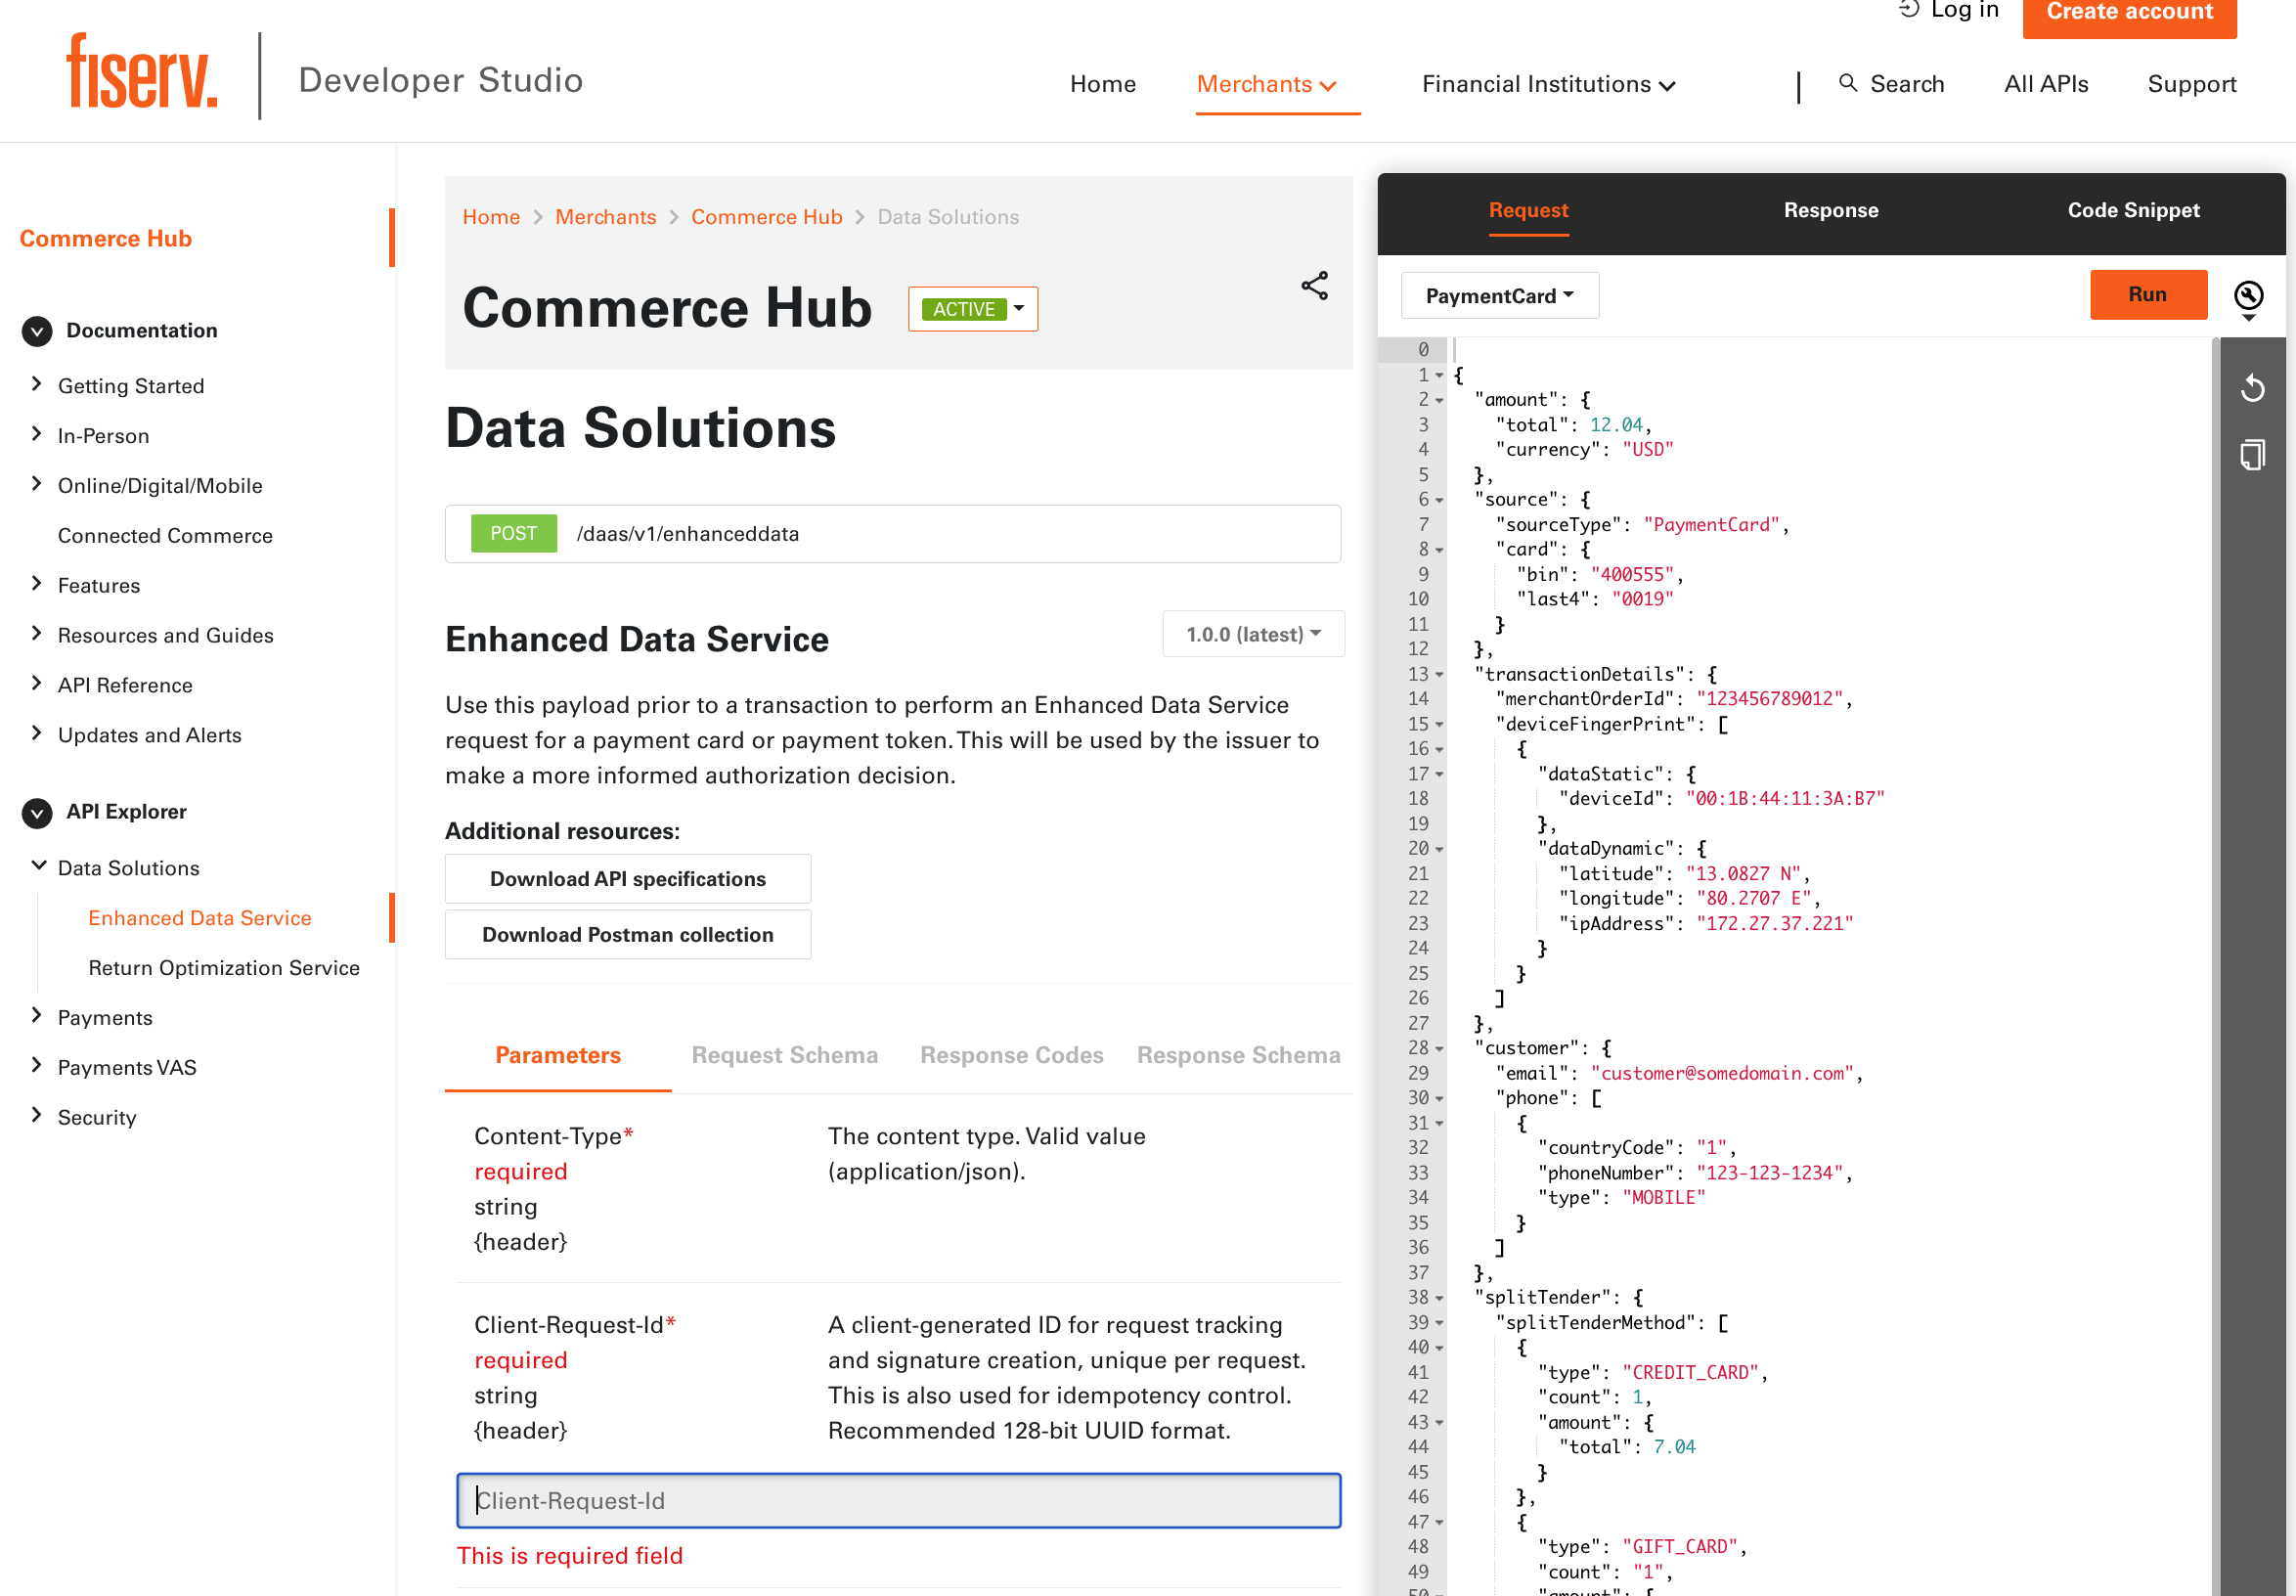 Log in
Create account
fiserv.
Developer Studio
Home
Merchants
Financial Institutions
Search
All APIs
Support
Commerce Hub
Documentation
Getting Started
In-Person
Online/Digital/Mobile
Connected Commerce
Features
Resources and Guides
API Reference
Updates and Alerts
API Explorer
Data Solutions
Enhanced Data Service
Return Optimization Service
Payments
Payments VAS
Security
Home > Merchants > Commerce Hub > Data Solutions
Commerce Hub
ACTIVE
Data Solutions
POST /daas/v1/enhanceddata
Enhanced Data Service
1.0.0 (latest)
Use this payload prior to a transaction to perform an Enhanced Data Service
request for a payment card or payment token. This will be used by the issuer to
make a more informed authorization decision.
Additional resources:
Download API specifications
Download Postman collection
Parameters
Request Schema
Response Codes
Response Schema
Content-Type*
required
string
{header}
The content type. Valid value
(application/json).
Client-Request-Id*
required
string
{header}
A client-generated ID for request tracking
and signature creation, unique per request.
This is also used for idempotency control.
Recommended 128-bit UUID format.
Client-Request-Id
This is required field
Request
Response
Code Snippet
PaymentCard
Run
0
1 {
2 "amount": {
3 "total": 12.04,
4 "currency": "USD"
5 },
6 "source": {
7 "sourceType": "PaymentCard",
8 "card": {
9 "bin": "400555",
10 "last4": "0019"
11 }
12 },
13 "transactionDetails": {
14 "merchantOrderId": "123456789012",
15 "deviceFingerPrint": [
16 {
17 "dataStatic": {
18 "deviceId": "00:1B:44:11:3A:B7"
19 },
20 "dataDynamic": {
21 "latitude": "13.0827 N",
22 "longitude": "80.2707 E",
23 "ipAddress": "172.27.37.221"
24 }
25 }
26 ]
27 },
28 "customer": {
29 "email": "customer@somedomain.com",
30 "phone": [
31 {
32 "countryCode": "1",
33 "phoneNumber": "123-123-1234",
34 "type": "MOBILE"
35 }
36 ]
37 },
38 "splitTender": {
39 "splitTenderMethod": [
40 {
41 "type": "CREDIT_CARD",
42 "count": 1,
43 "amount": {
44 "total": 7.04
45 }
46 },
47 {
48 "type": "GIFT_CARD",
49 "count": "1",
50 "amount": {